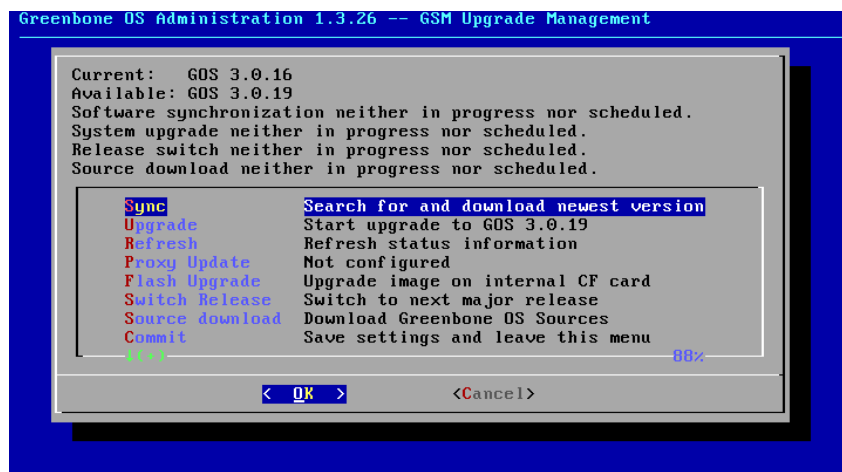 Greenbone OS Administration 1.3.26 -- GSM Upgrade Management
Current: GOS 3.0.16
Available: GOS 3.0.19
Software synchronization neither in progress nor scheduled.
System upgrade neither in progress nor scheduled.
Release switch neither in progress nor scheduled.
Source download neither in progress nor scheduled.
Sync Search for and download newest version
Upgrade Start upgrade to GOS 3.0.19
Refresh Refresh status information
Proxy Update Not configured
Flash Upgrade Upgrade image on internal CF card
Switch Release Switch to next major release
Source download Download Greenbone OS Sources
Commit Save settings and leave this menu
↓(+) 88%
< OK > <Cancel>